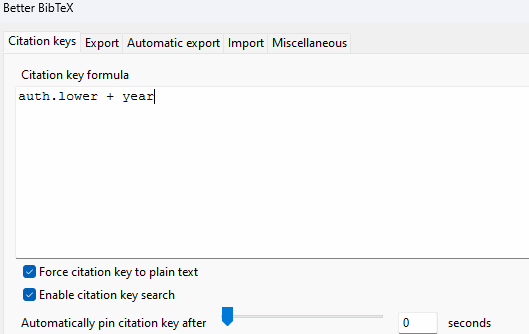 Better BibTeX
Citation keys Export Automatic export Import Miscellaneous
Citation key formula
auth.lower + year
Force citation key to plain text
Enable citation key search
Automatically pin citation key after 0 seconds